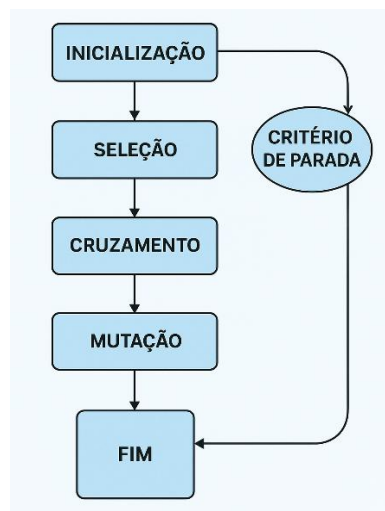 INICIALIZAÇÃO
SELEÇÃO
CRITÉRIO
DE PARADA
CRUZAMENTO
MUTAÇÃO
FIM